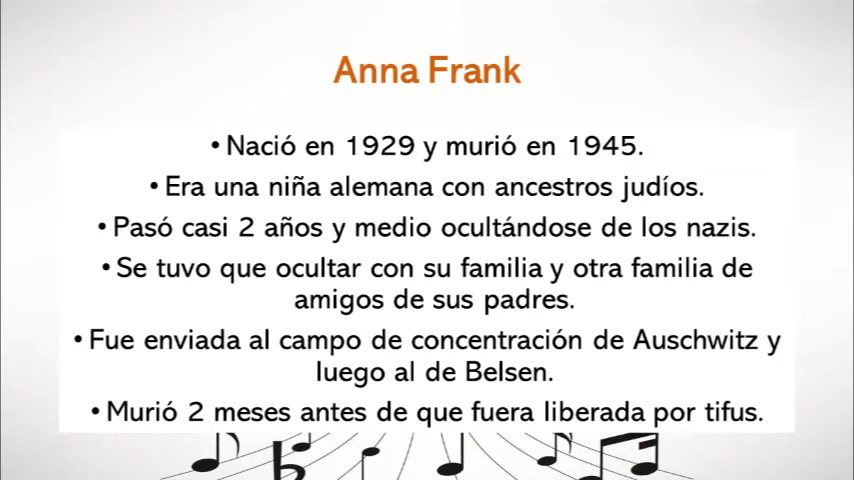 Anna Frank
• Nació en 1929 y murió en 1945.
• Era una niña alemana con ancestros judíos.
• Pasó casi 2 años y medio ocultándose de los nazis.
• Se tuvo que ocultar con su familia y otra familia de
amigos de sus padres.
• Fue enviada al campo de concentración de Auschwitz y
luego al de Belsen.
• Murió 2 meses antes de que fuera liberada por tifus.